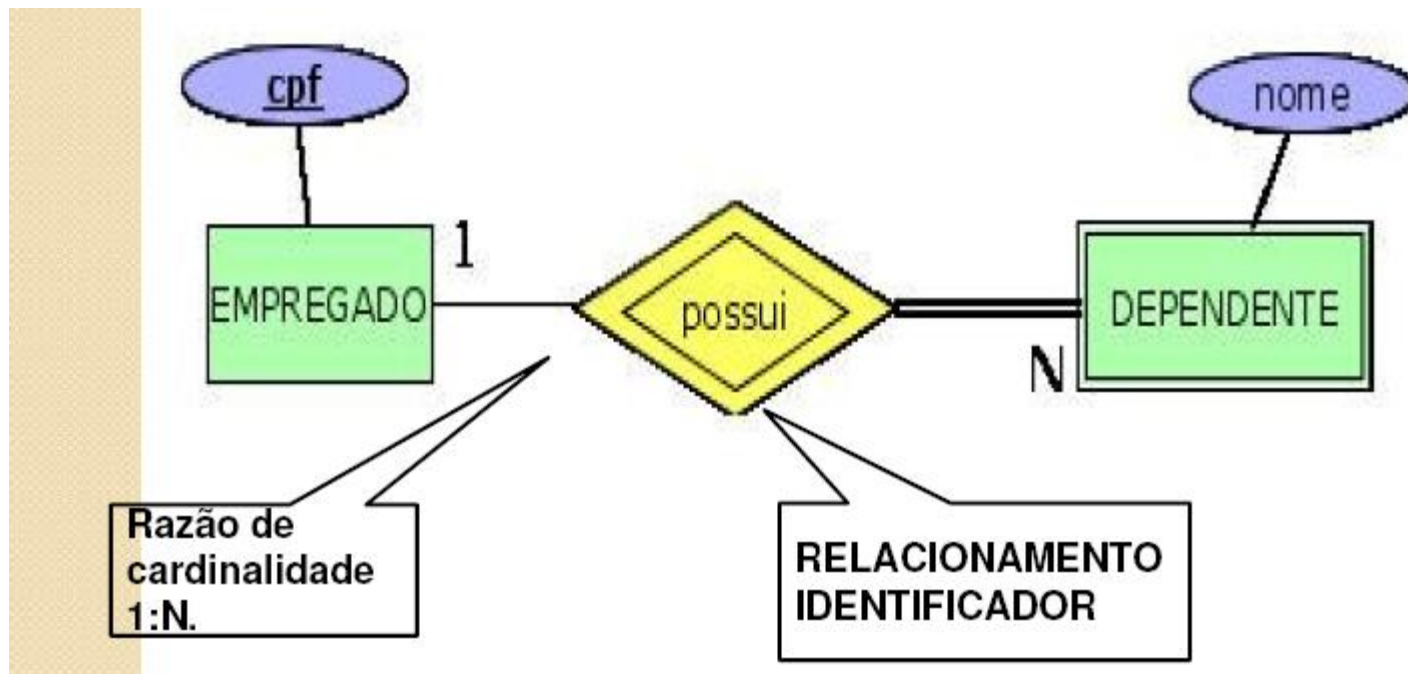 cpf
nome
1
EMPREGADO
possui
DEPENDENTE
N
Razão de
cardinalidade
1:N.
RELACIONAMENTO
IDENTIFICADOR